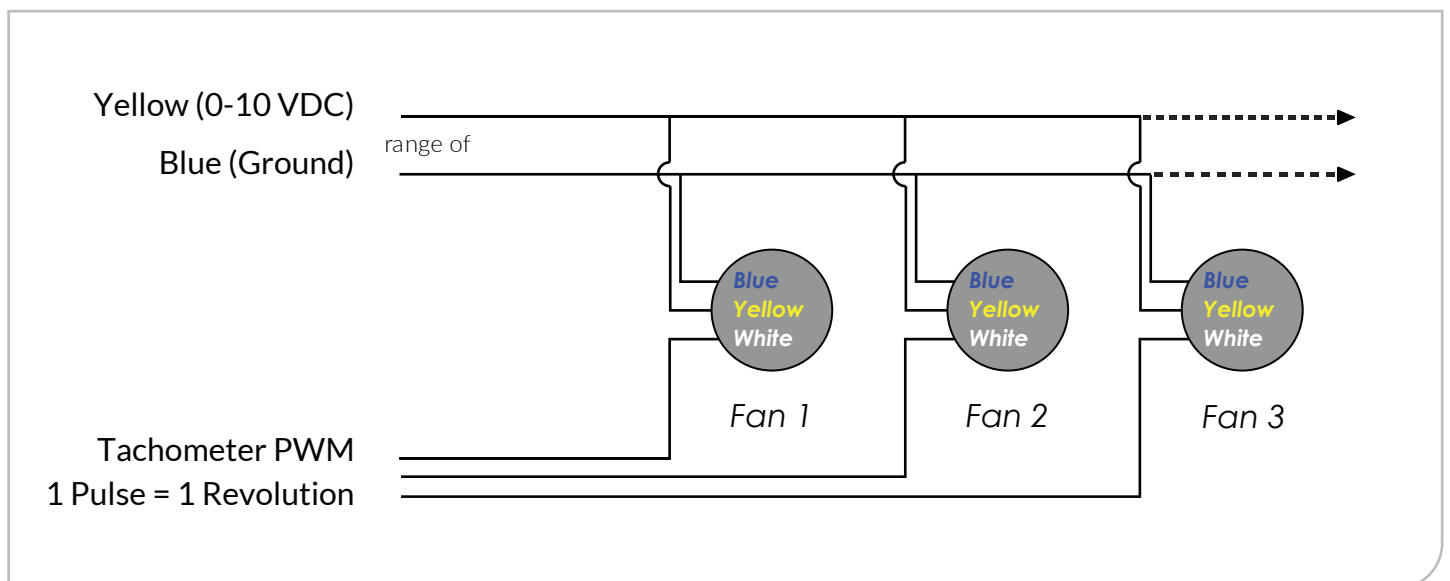 Yellow (0-10 VDC)
range of
Blue (Ground)
Blue
Yellow
White
Fan 1
Blue
Yellow
White
Fan 2
Blue
Yellow
White
Fan 3
Tachometer PWM
1 Pulse = 1 Revolution